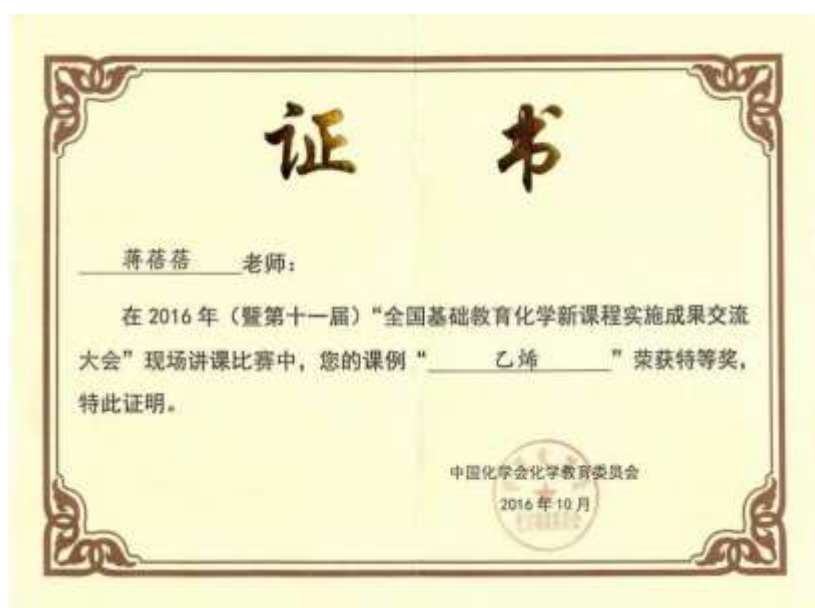 证 书
蒋蓓蓓 老师：
在 2016 年（暨第十一届）“全国基础教育化学新课程实施成果交流
大会”现场讲课比赛中，您的课例“ 乙烯 ”荣获特等奖，
特此证明。
中国化学会化学教育委员会
2016 年 10 月